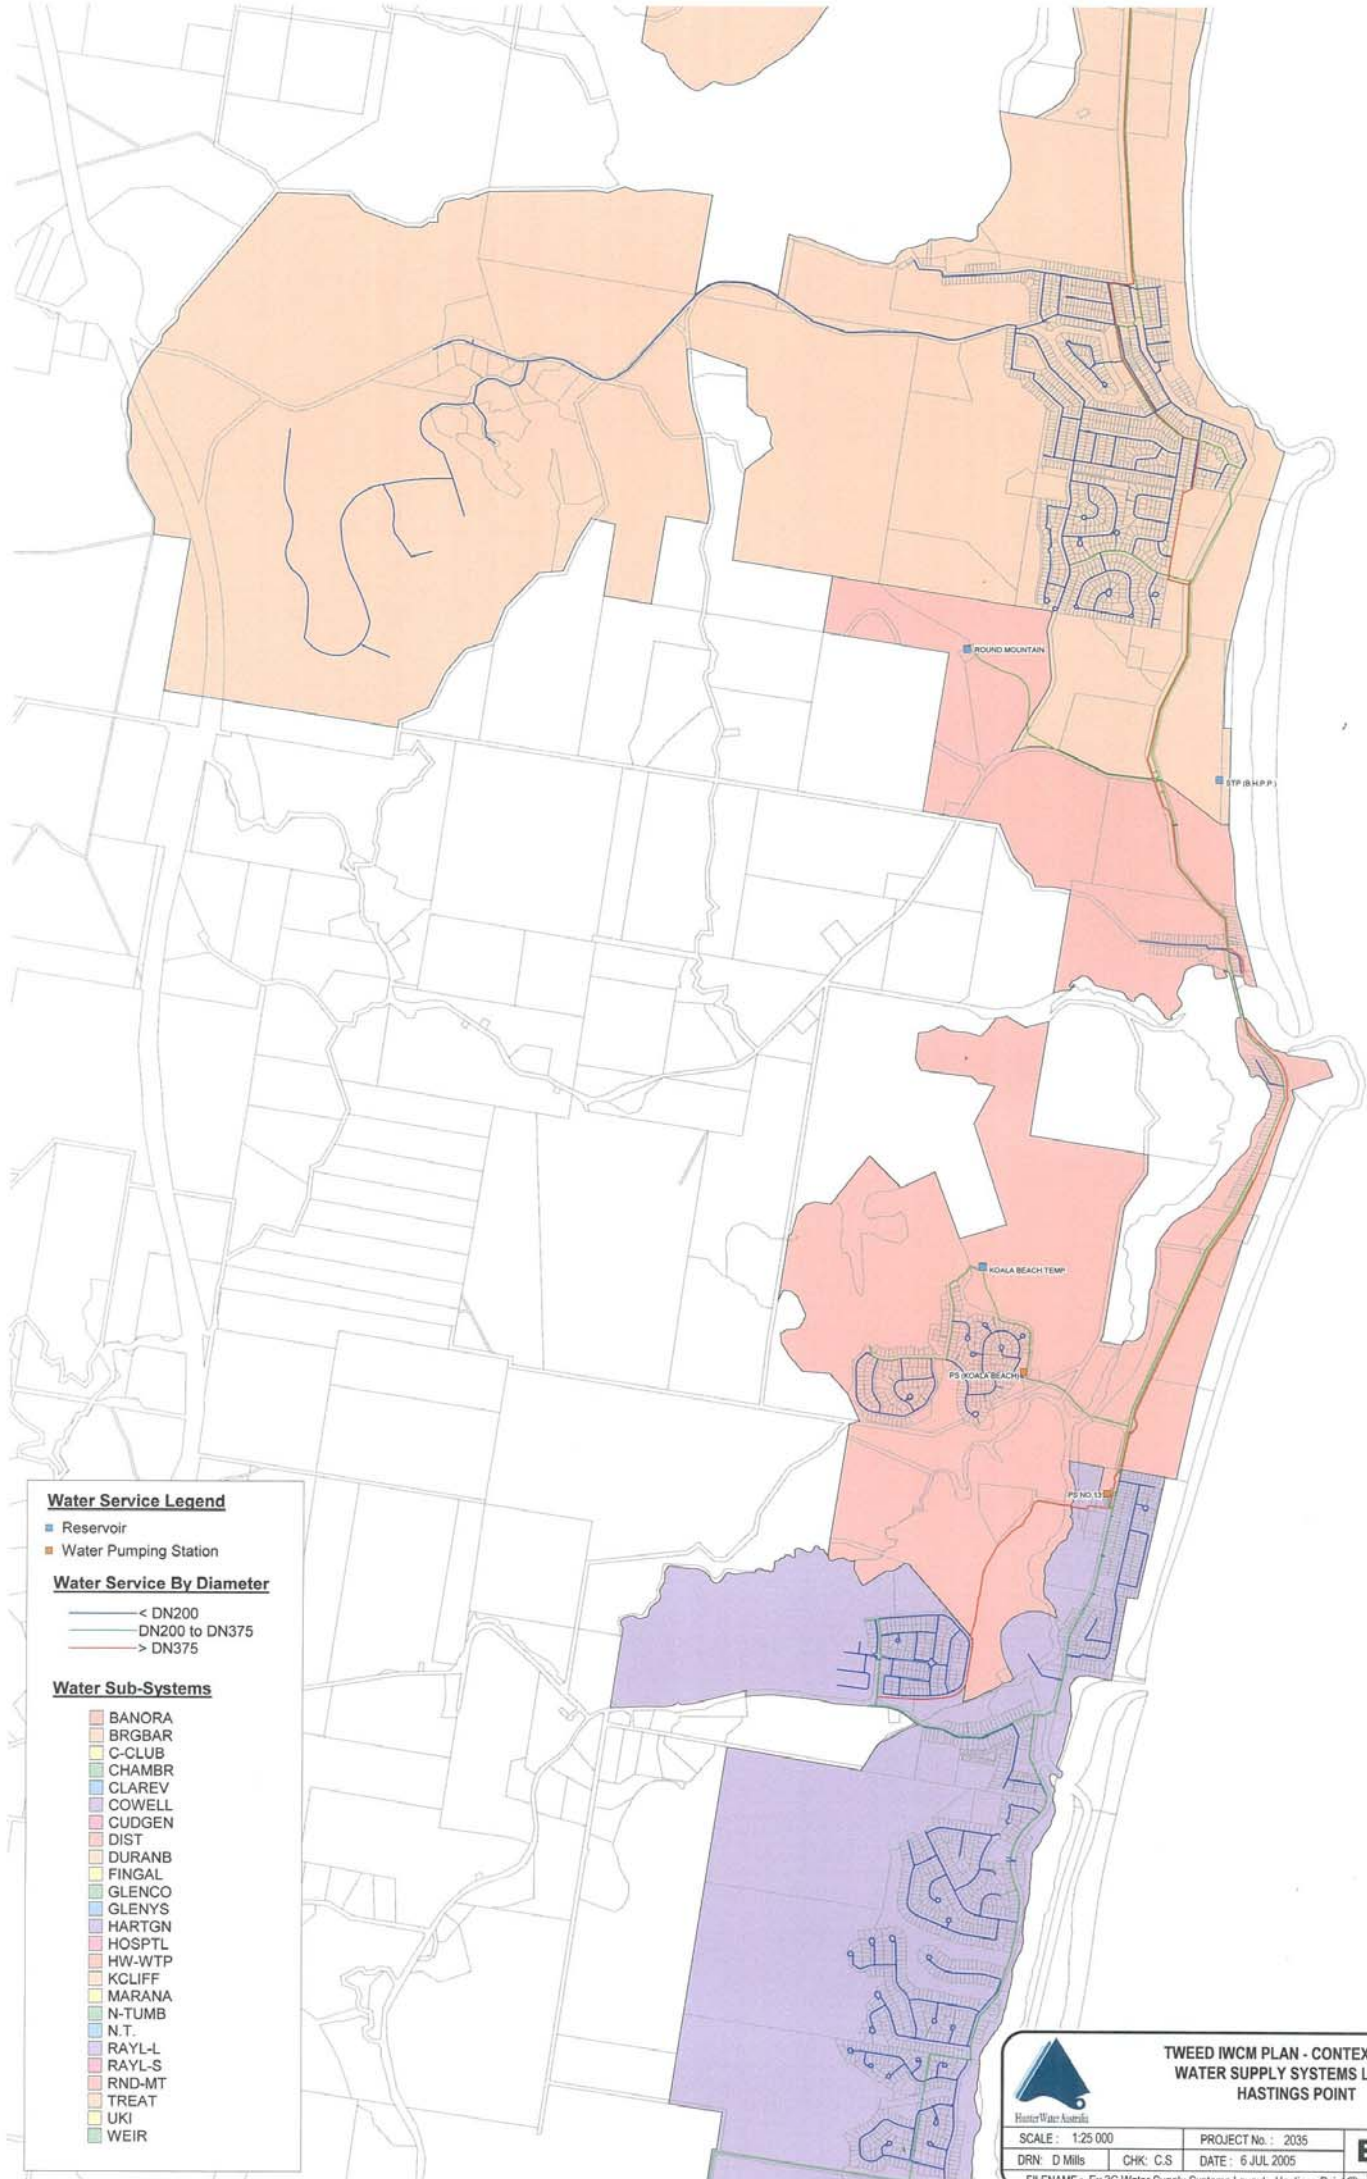 ROUND MOUNTAIN
STP (B.H.P.P.)
KOALA BEACH TEMP
PS (KOALA BEACH)
PS NO.13
Water Service Legend
Reservoir
Water Pumping Station
Water Service By Diameter
< DN200
DN200 to DN375
> DN375
Water Sub-Systems
BANORA
BRGBAR
C-CLUB
CHAMBR
CLAREV
COWELL
CUDGEN
DIST
DURANB
FINGAL
GLENCO
GLENYS
HARTGN
HOSPTL
HW-WTP
KCLIFF
MARANA
N-TUMB
N.T.
RAYL-L
RAYL-S
RND-MT
TREAT
UKI
WEIR
HunterWater Australia
TWEED IWCM PLAN - CONTEX
WATER SUPPLY SYSTEMS L
HASTINGS POINT
SCALE : 1:25 000
PROJECT No. : 2035
DRN: D Mills
CHK: C.S
DATE : 6 JUL 2005